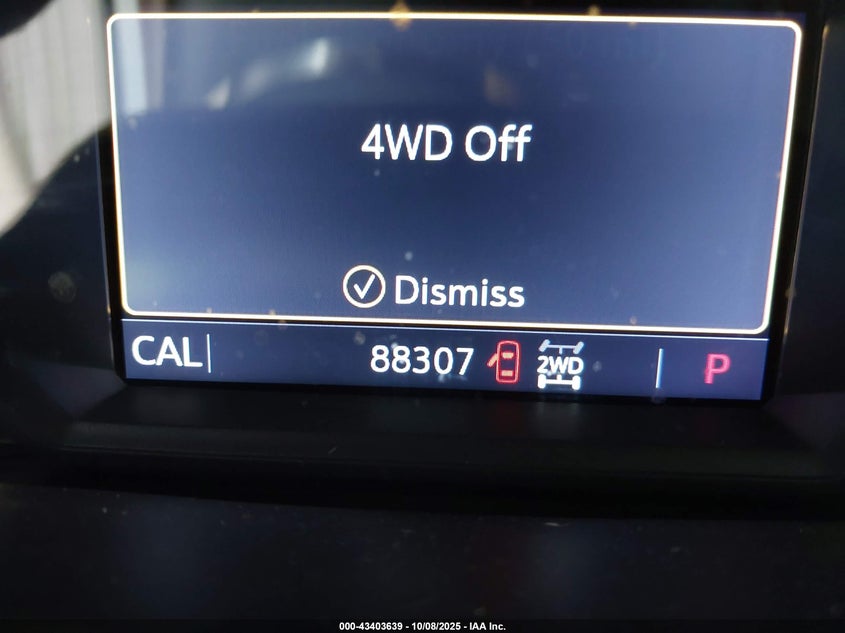 4WD Off
Dismiss
CAL 88307 2WD P
000-43403639 - 10/08/2025 - IAA Inc.